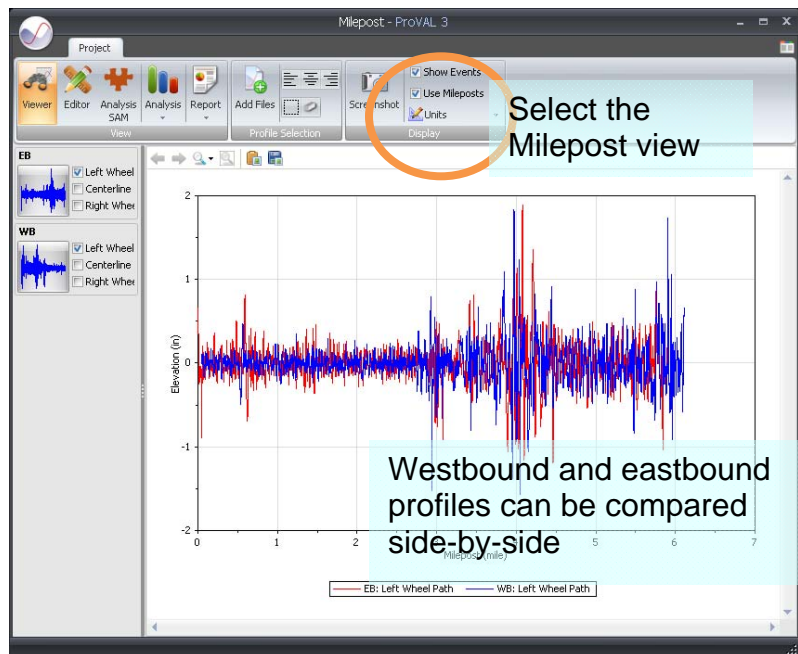 Milepost - ProVAL 3
Project
Viewer
Editor
Analysis
SAM
Analysis
Report
Add Files
Screenshot
Show Events
Use Mileposts
Units
View
Profile Selection
Display
Select the
Milepost view
EB
Left Wheel
Centerline
Right Whee
WB
Left Wheel
Centerline
Right Whee
2
1
0
-1
-2
Elevation (in)
0
1
2
5
6
7
Milepost (mile)
Westbound and eastbound
profiles can be compared
side-by-side
EB: Left Wheel Path
WB: Left Wheel Path